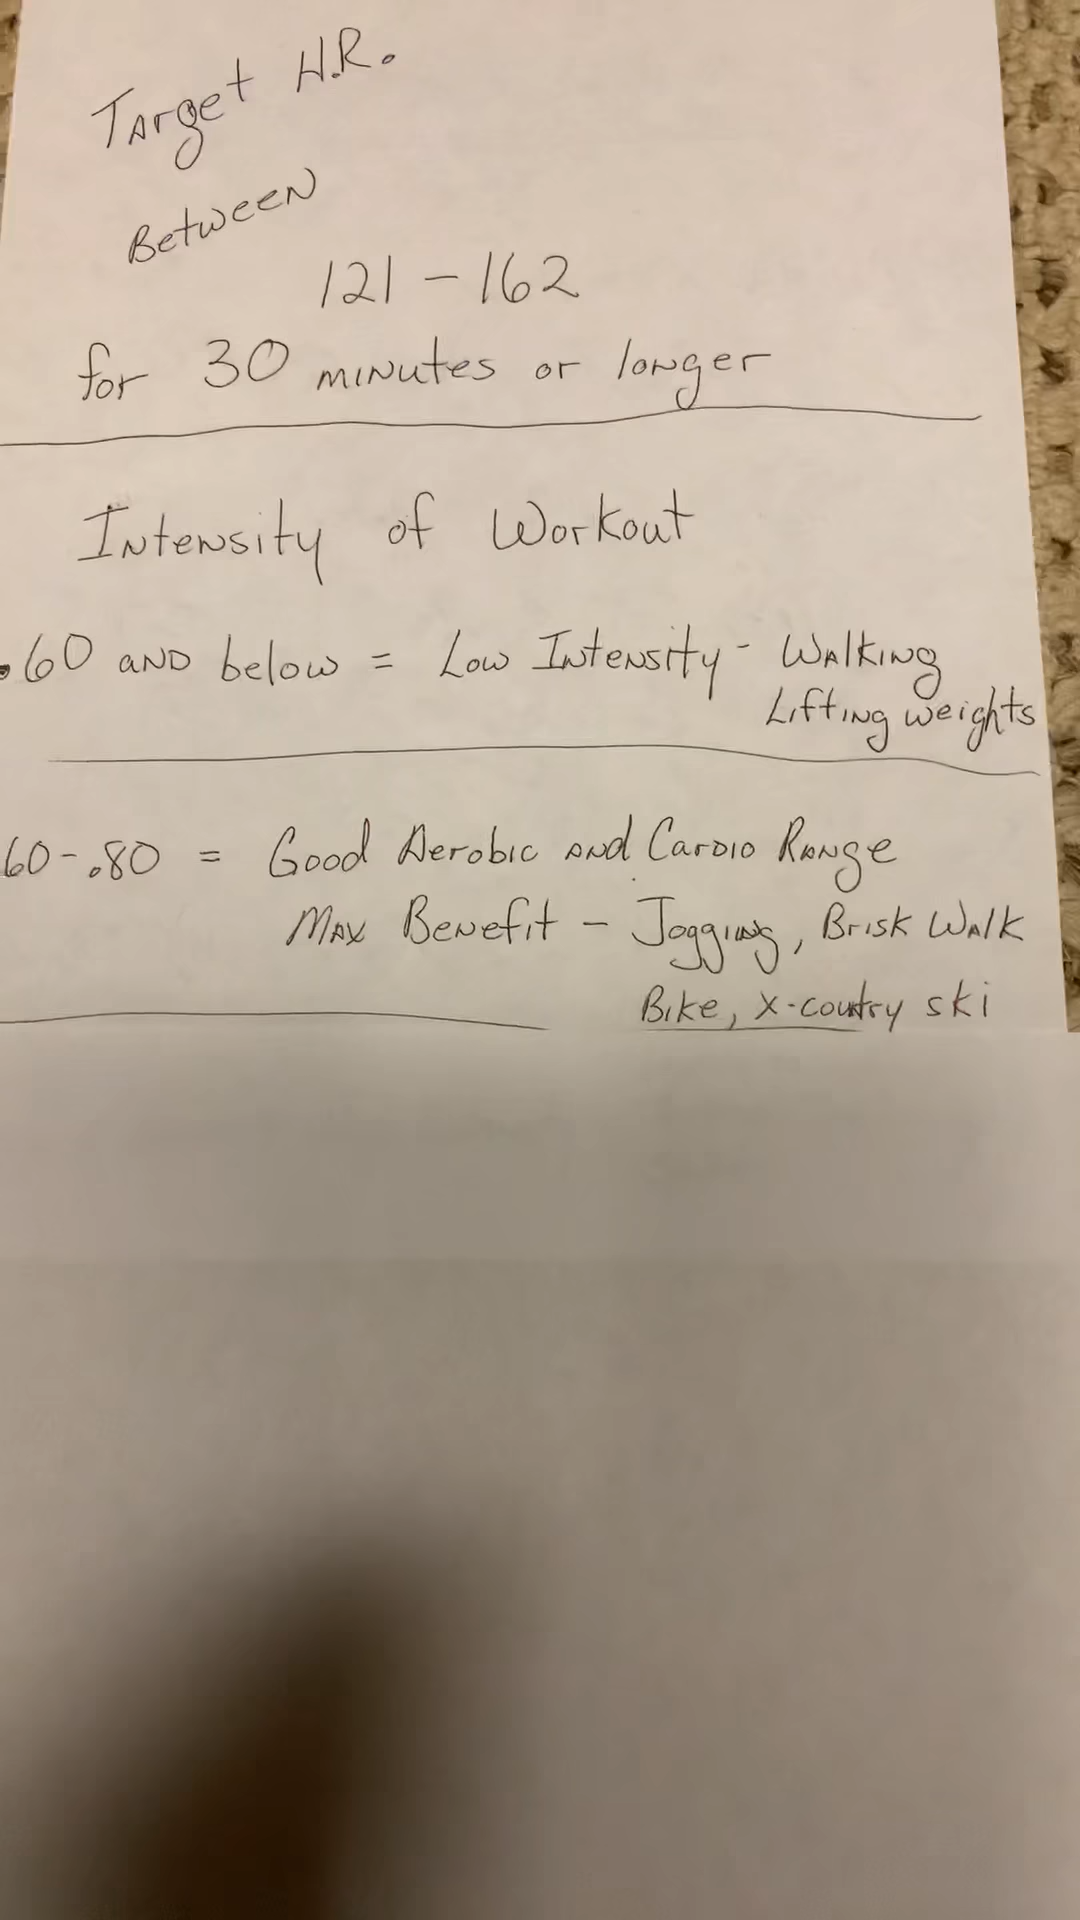 Target H.R.
Between
121 - 162
for 30 minutes or longer
Intensity of Workout
.60 and below = Low Intensity - Walking
Lifting weights
60-.80 = Good Aerobic and Cardio Range
Max Benefit - Jogging, Brisk Walk
Bike, x-country ski